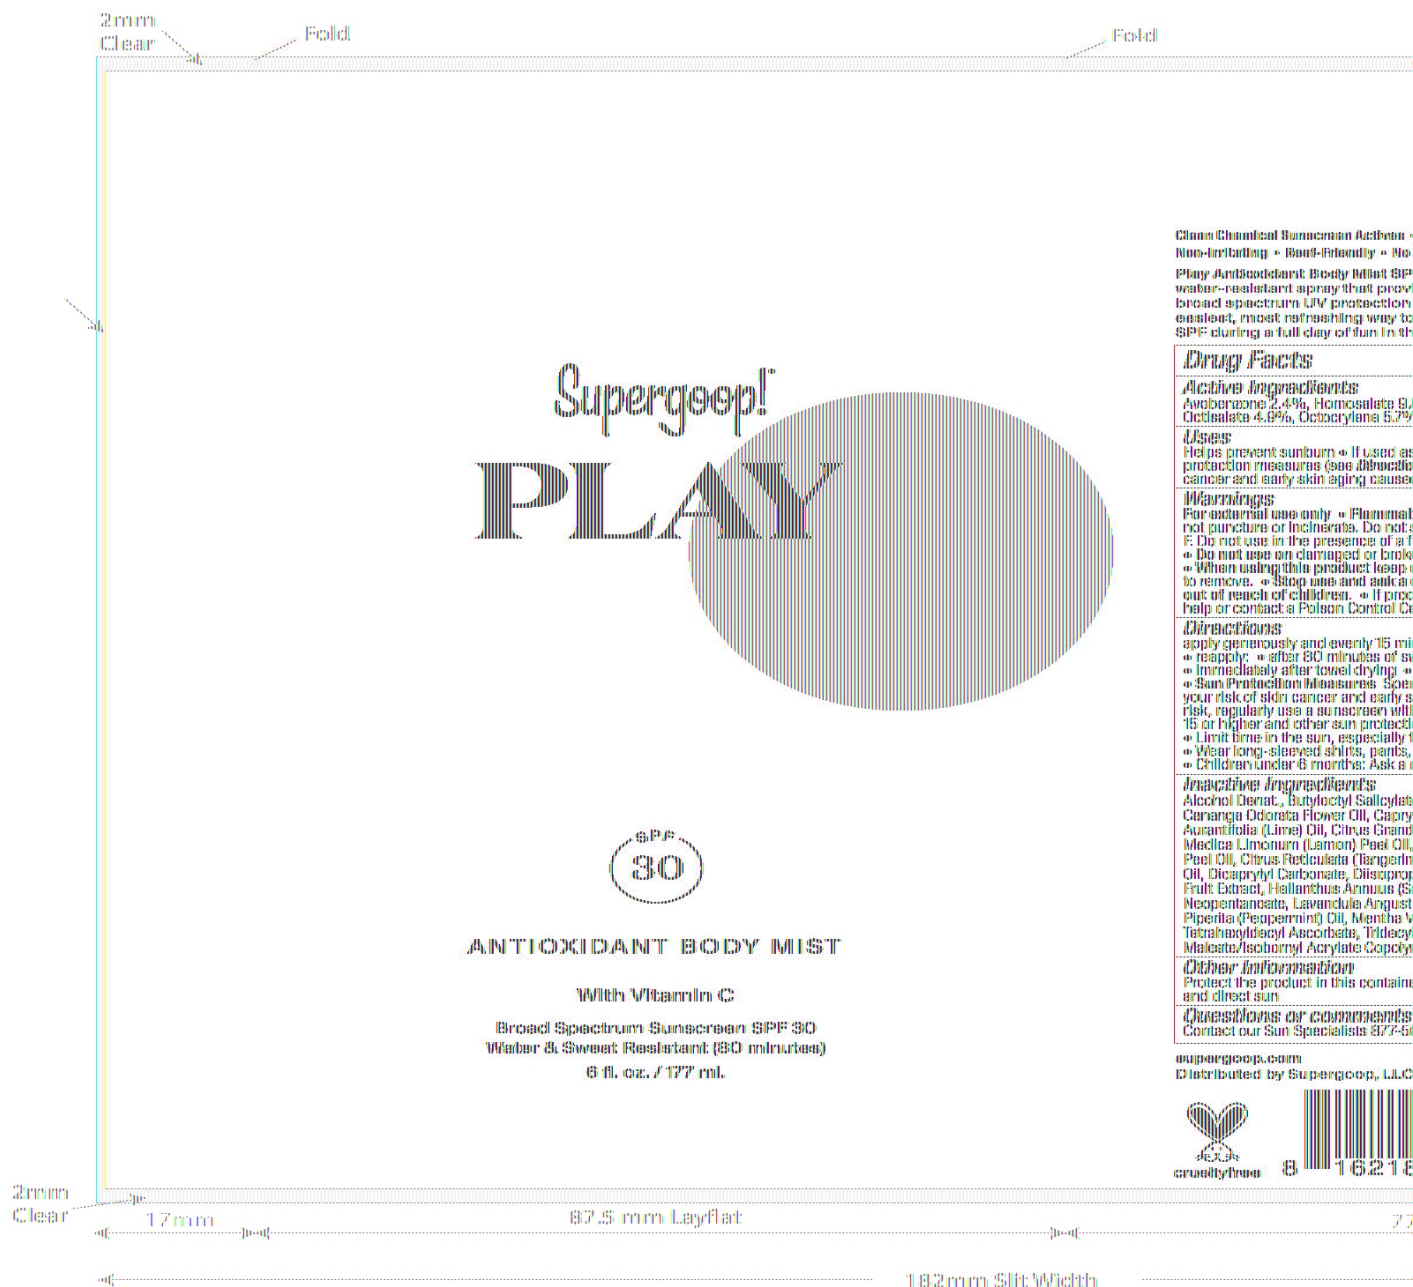 2mm
Clear
Fold
Fold
Supergoop!
PLAY
SPF
30
ANTIOXIDANT BODY MIST
With Vitamin C
Broad Spectrum Sunscreen SPF 30
Water & Sweat Resistant (80 minutes)
6 fl. oz. / 177 ml.
Clean Chemical Sunscreen Actives •
Non-Irritating • Reef-Friendly • No
Play Antioxidant Body Mist SP
water-resistant spray that prov
broad spectrum UV protection
easiest, most refreshing way to
SPF during a full day of fun in th
Drug Facts
Active Ingredients
Avobenzone 2.4%, Homosalate 9.
Octisalate 4.9%, Octocrylene 5.7%
Uses
Helps prevent sunburn • If used as
protection measures (see Directio
cancer and early skin aging cause
Warnings
For external use only • Flammab
not puncture or incinerate. Do not s
F. Do not use in the presence of a f
• Do not use on damaged or brok
• When using this product keep
to remove. • Stop use and ask a
out of reach of children. • If proc
help or contact a Poison Control Ce
Directions
apply generously and evenly 15 mi
• reapply: • after 80 minutes of sw
• immediately after towel drying •
• Sun Protection Measures. Spen
your risk of skin cancer and early s
risk, regularly use a sunscreen with
15 or higher and other sun protecti
• Limit time in the sun, especially f
• Wear long-sleeved shirts, pants,
• Children under 6 months: Ask a
Inactive Ingredients
Alcohol Denat., Butyloctyl Salicylate
Cananga Odorata Flower Oil, Capry
Aurantifolia (Lime) Oil, Citrus Grand
Medica Limonum (Lemon) Peel Oil,
Peel Oil, Citrus Reticulata (Tangerin
Oil, Dicaprylyl Carbonate, Diisoprop
Fruit Extract, Helianthus Annuus (S
Neopentanoate, Lavandula Angust
Piperita (Peppermint) Oil, Mentha V
Tetrahexyldecyl Ascorbate, Tridecyl
Maleate/Isobornyl Acrylate Copoly
Other Information
Protect the product in this containe
and direct sun
Questions or comments
Contact our Sun Specialists 877-5
supergoop.com
Distributed by Supergoop, LLC
crueltyfree
8 16218
2mm
Clear
17mm
87.5 mm Layflat
77
182mm Slit Width